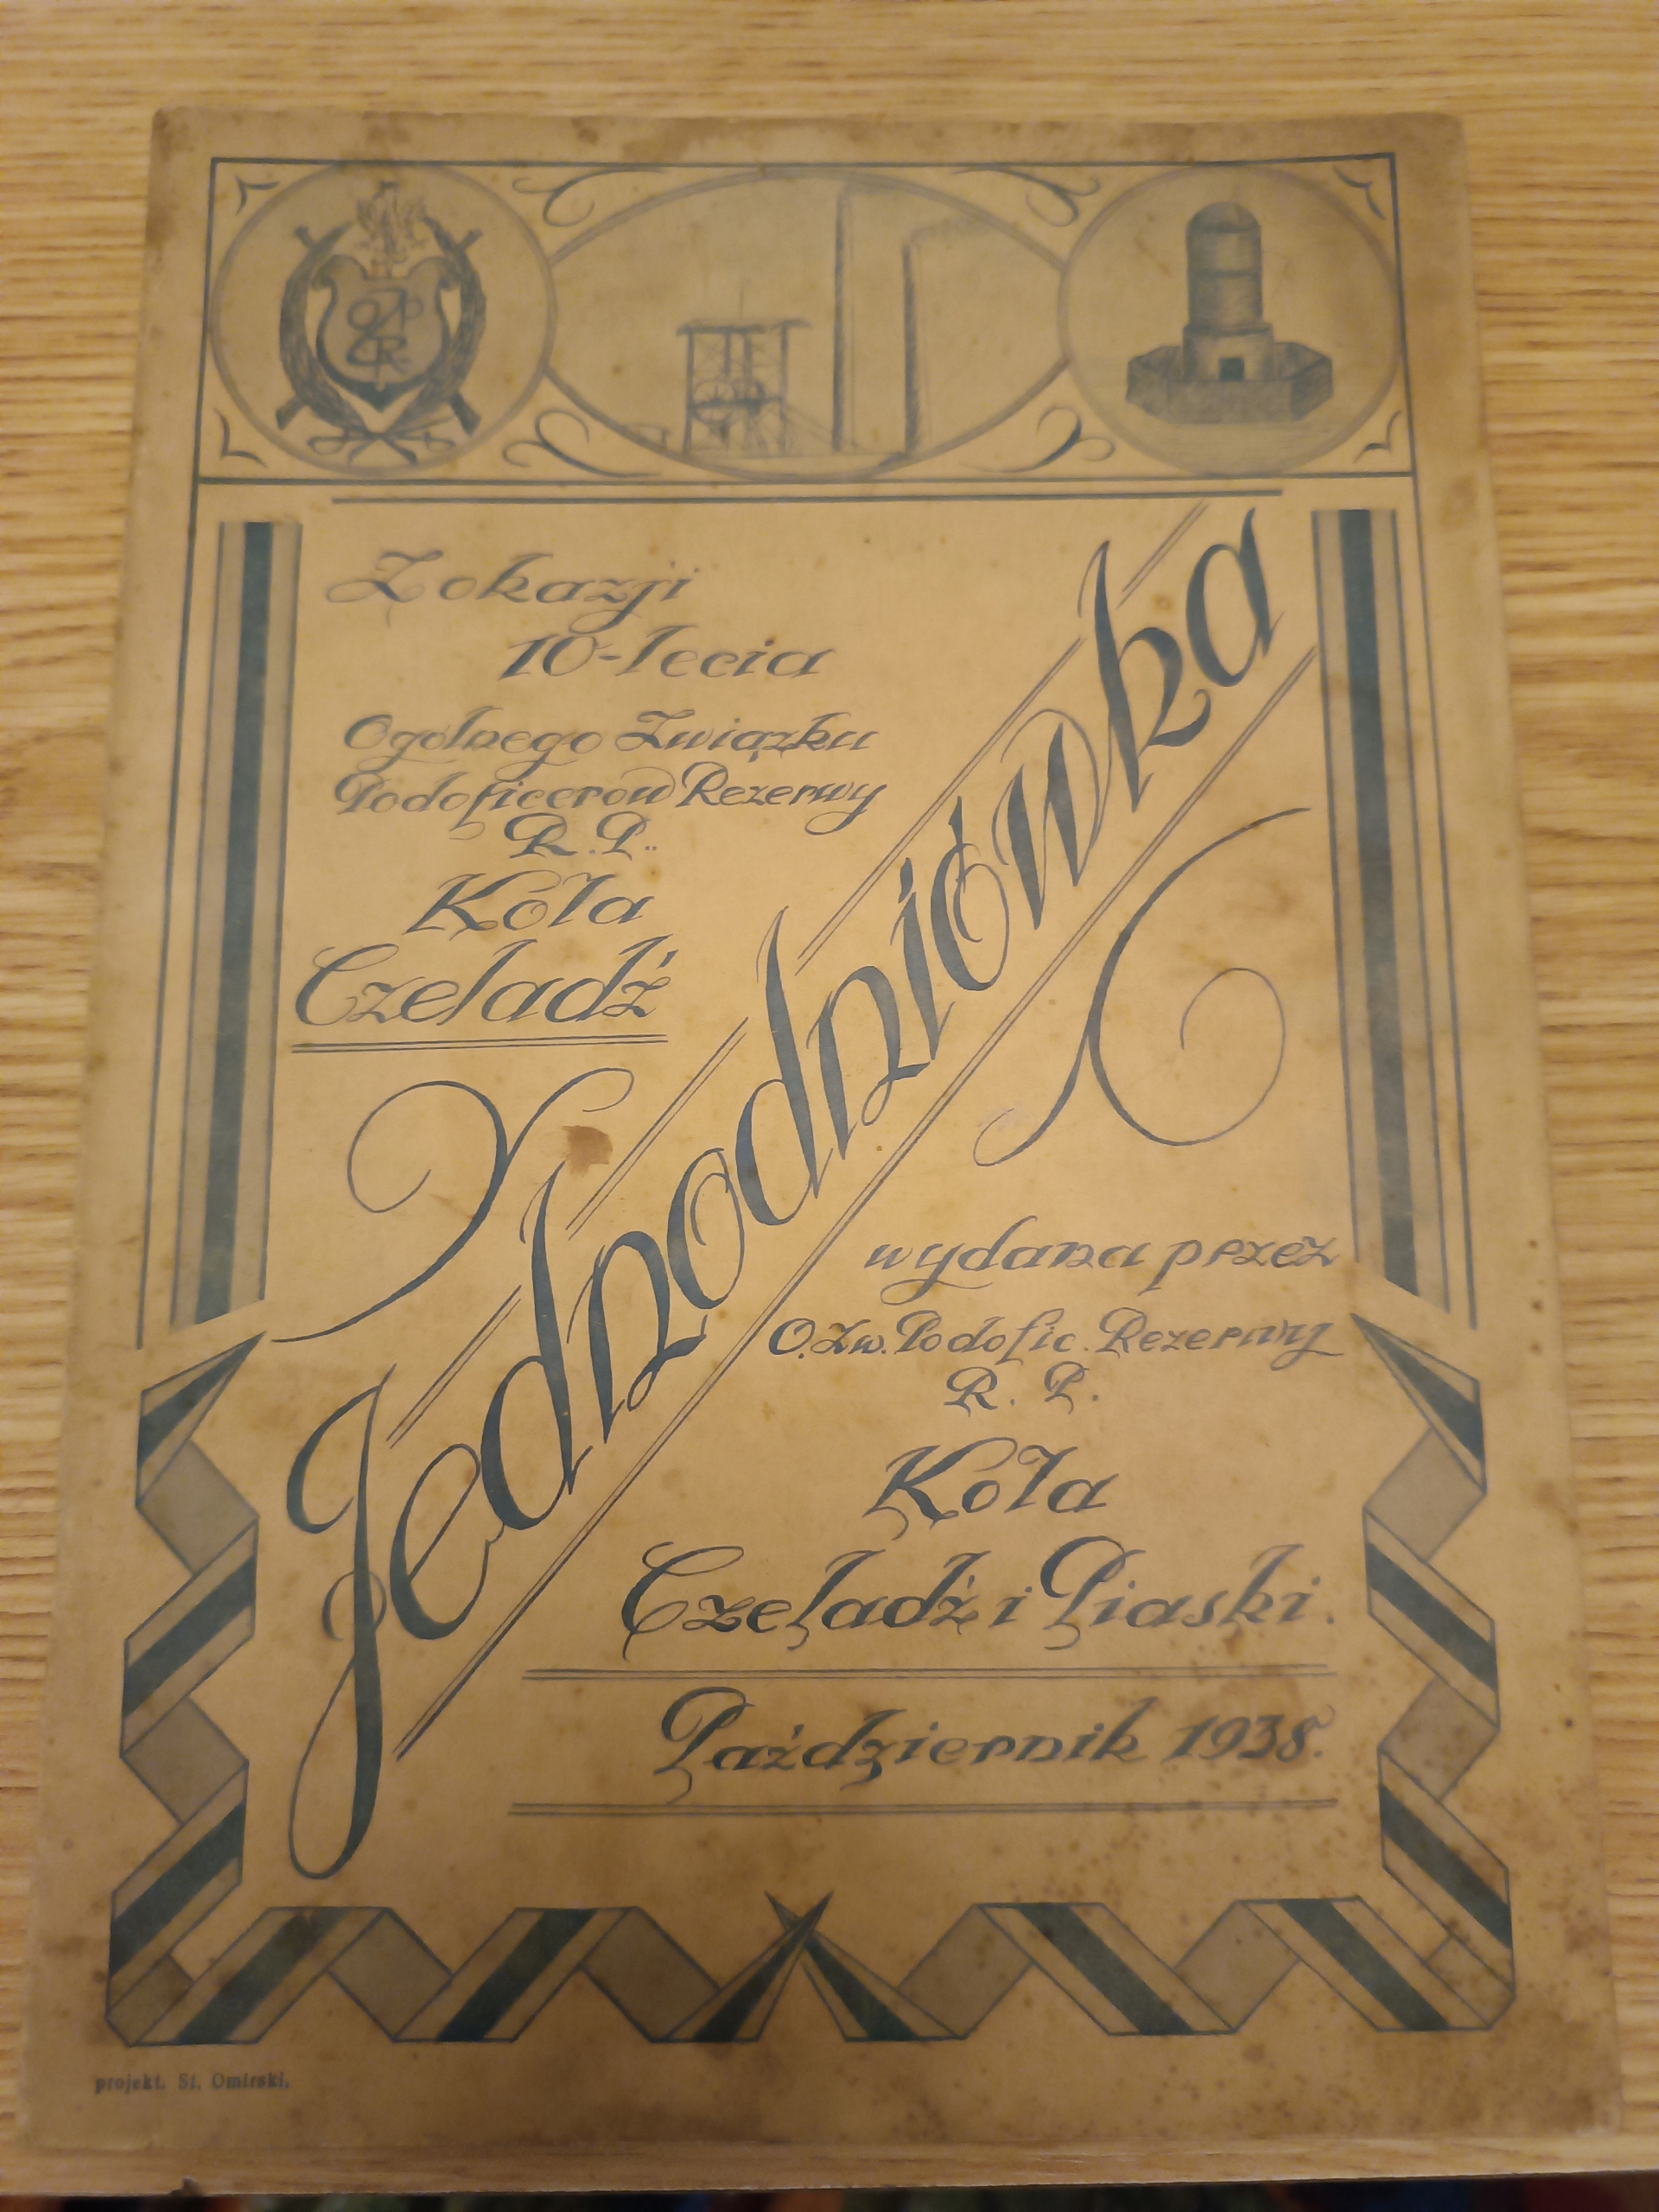 Z okazji
10-lecia
Ogólnego Związku
Podoficerów Rezerwy
R. P.
Koła
Czeladź
Jednodniówka
wydana przez
O. Zw. Podofic. Rezerwy
R. P.
Koła
Czeladź i Piaski.
Październik 1938.
projekt. St. Omirski.